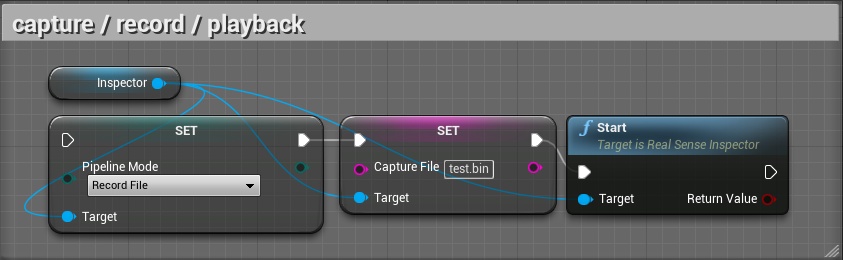 capture / record / playback
Inspector
SET
Pipeline Mode
Record File
Target
SET
Capture File test.bin
Target
f Start
Target is Real Sense Inspector
Target Return Value